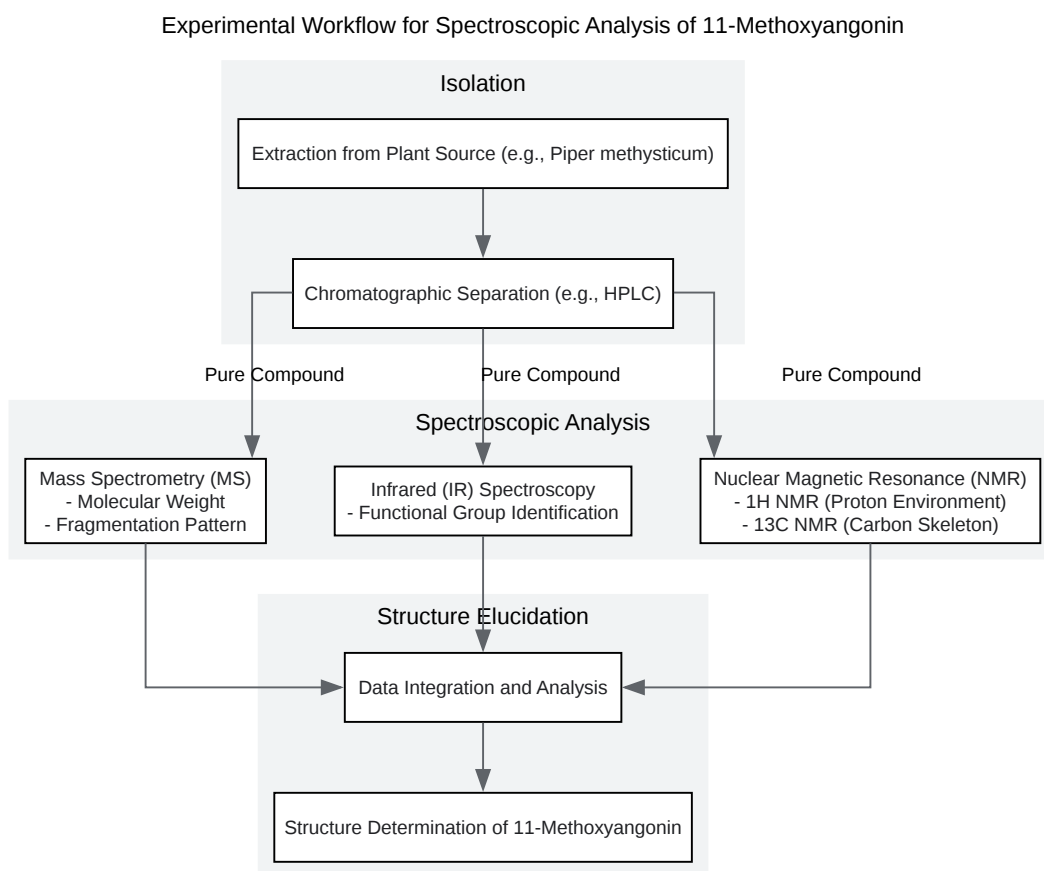 Experimental Workflow for Spectroscopic Analysis of 11-Methoxyangonin
Isolation
Extraction from Plant Source (e.g., Piper methysticum)
Chromatographic Separation (e.g., HPLC)
Pure Compound
Pure Compound
Pure Compound
Spectroscopic Analysis
Mass Spectrometry (MS)
- Molecular Weight
- Fragmentation Pattern
Infrared (IR) Spectroscopy
- Functional Group Identification
Nuclear Magnetic Resonance (NMR)
- 1H NMR (Proton Environment)
- 13C NMR (Carbon Skeleton)
Structure Elucidation
Data Integration and Analysis
Structure Determination of 11-Methoxyangonin